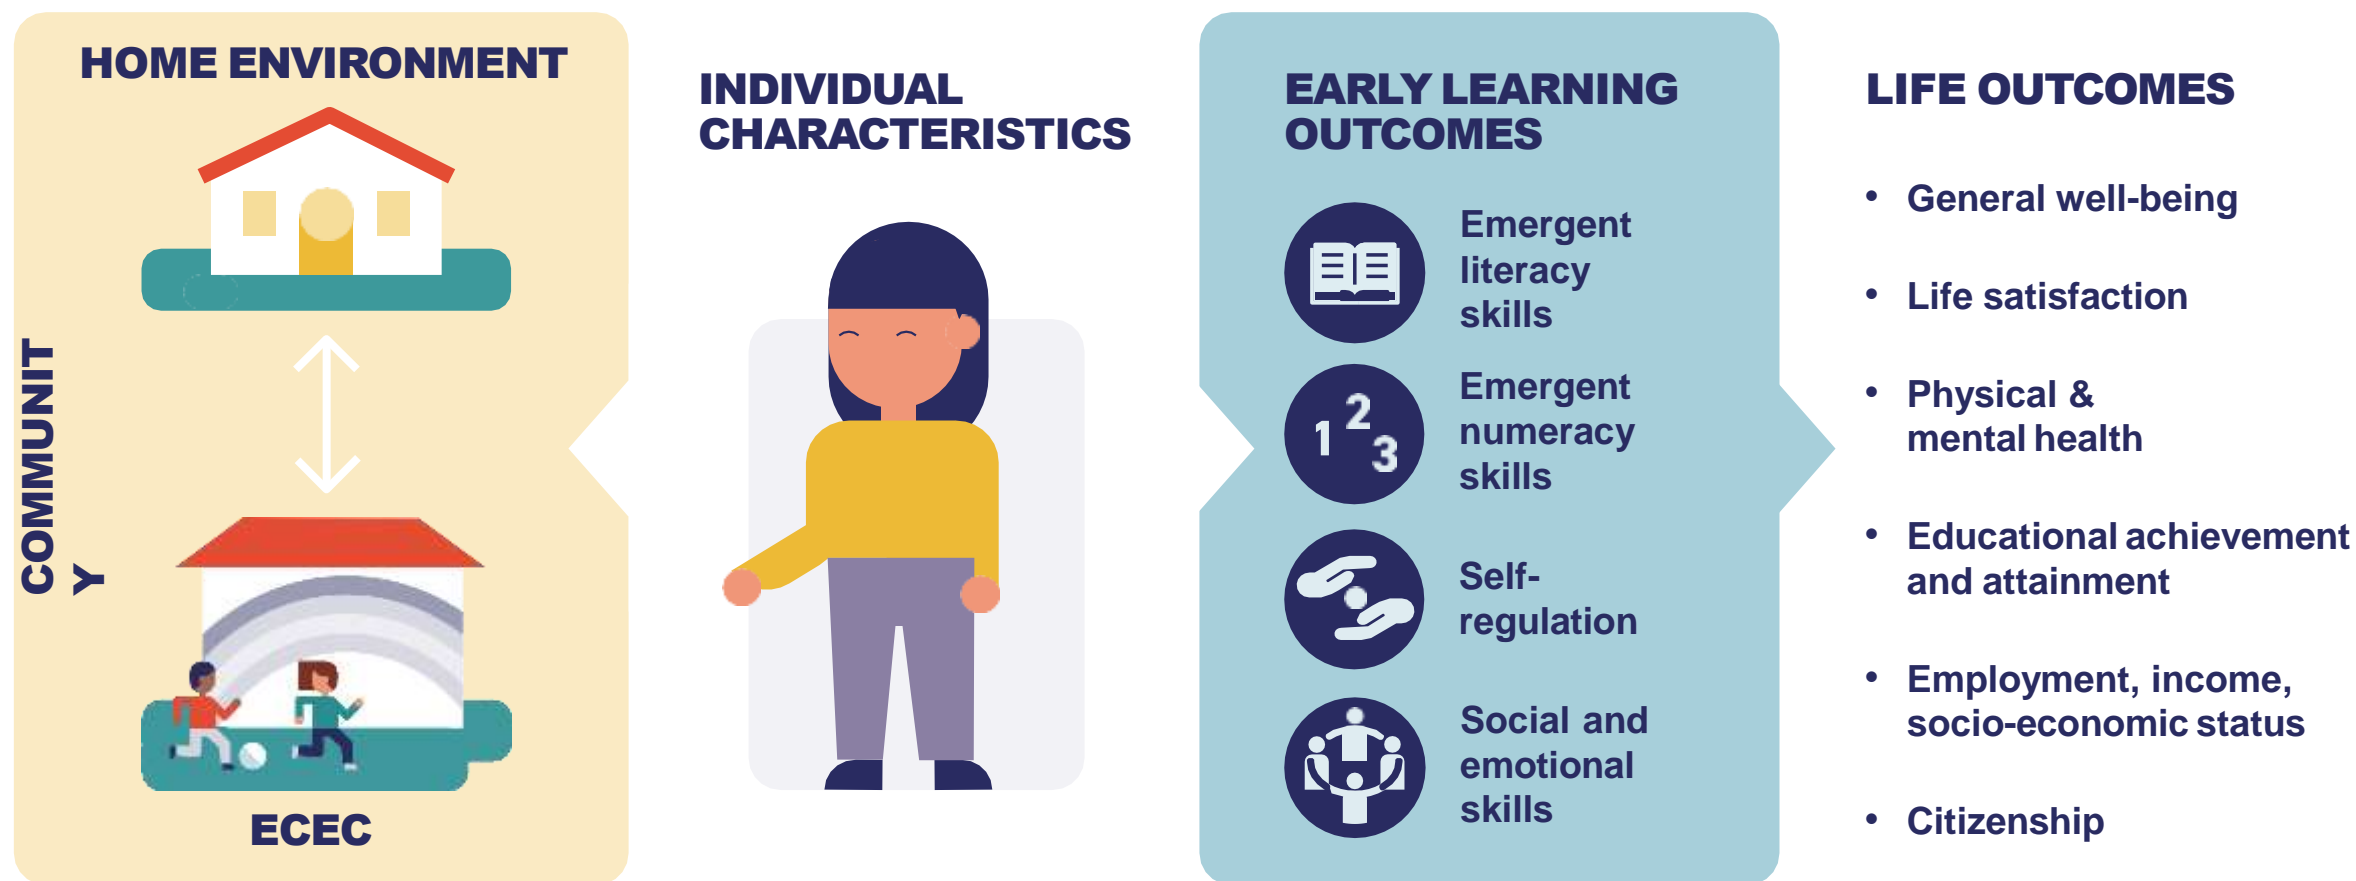 HOME ENVIRONMENT
COMMUNIT
Y
ECEC
INDIVIDUAL
CHARACTERISTICS
EARLY LEARNING
OUTCOMES
Emergent
literacy
skills
1 2 3
Emergent
numeracy
skills
Self-
regulation
Social and
emotional
skills
LIFE OUTCOMES
• General well-being
• Life satisfaction
• Physical &
mental health
• Educational achievement
and attainment
• Employment, income,
socio-economic status
• Citizenship